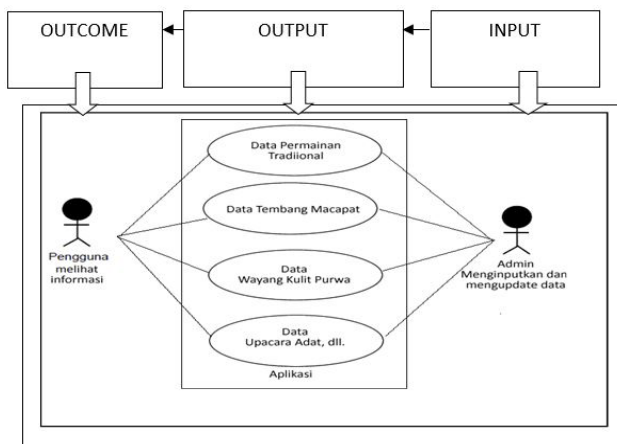 OUTCOME
OUTPUT
INPUT
Data Permainan
Tradiional
Data Tembang Macapat
Data
Wayang Kulit Purwa
Data
Upacara Adat, dll.
Aplikasi
Pengguna
melihat
informasi
Admin
Menginputkan dan
mengupdate data